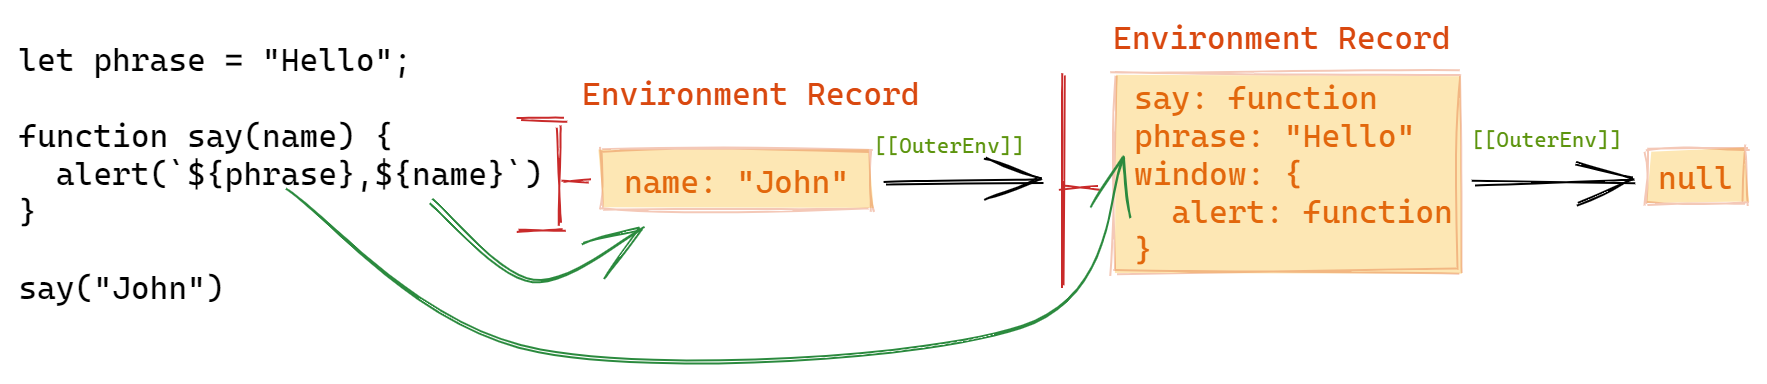 let phrase = "Hello";
function say(name) {
  alert(`${phrase},${name}`)
}
say("John")
Environment Record
name: "John"
[[OuterEnv]]
Environment Record
say: function
phrase: "Hello"
window: {
  alert: function
}
[[OuterEnv]]
null